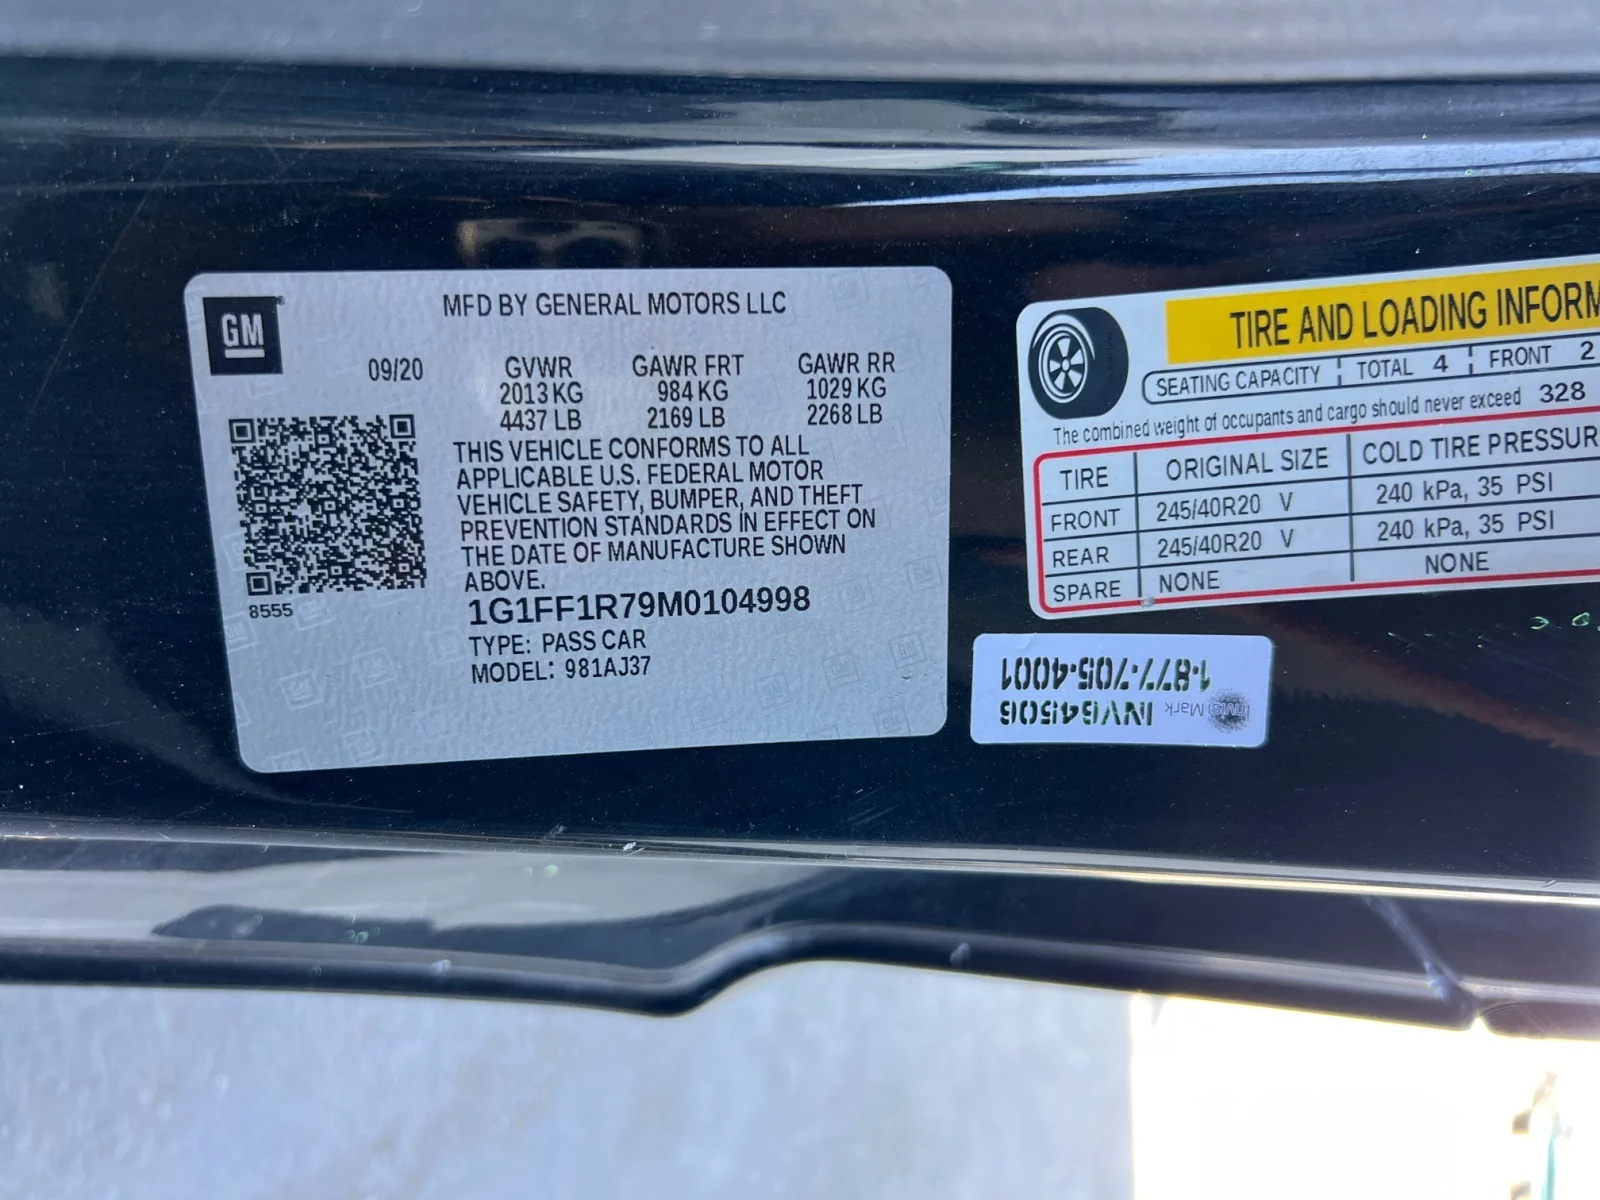 GM
MFD BY GENERAL MOTORS LLC
09/20 GVWR GAWR FRT GAWR RR
2013 KG 984 KG 1029 KG
4437 LB 2169 LB 2268 LB
THIS VEHICLE CONFORMS TO ALL
APPLICABLE U.S. FEDERAL MOTOR
VEHICLE SAFETY, BUMPER, AND THEFT
PREVENTION STANDARDS IN EFFECT ON
THE DATE OF MANUFACTURE SHOWN
ABOVE.
8555
1G1FF1R79M0104998
TYPE: PASS CAR
MODEL: 981AJ37
TIRE AND LOADING INFORM
SEATING CAPACITY TOTAL 4 FRONT 2
The combined weight of occupants and cargo should never exceed 328
TIRE ORIGINAL SIZE COLD TIRE PRESSUR
FRONT 245/40R20 V 240 kPa, 35 PSI
REAR 245/40R20 V 240 kPa, 35 PSI
SPARE NONE NONE
InvisiMark INV64506
1-877-705-4001